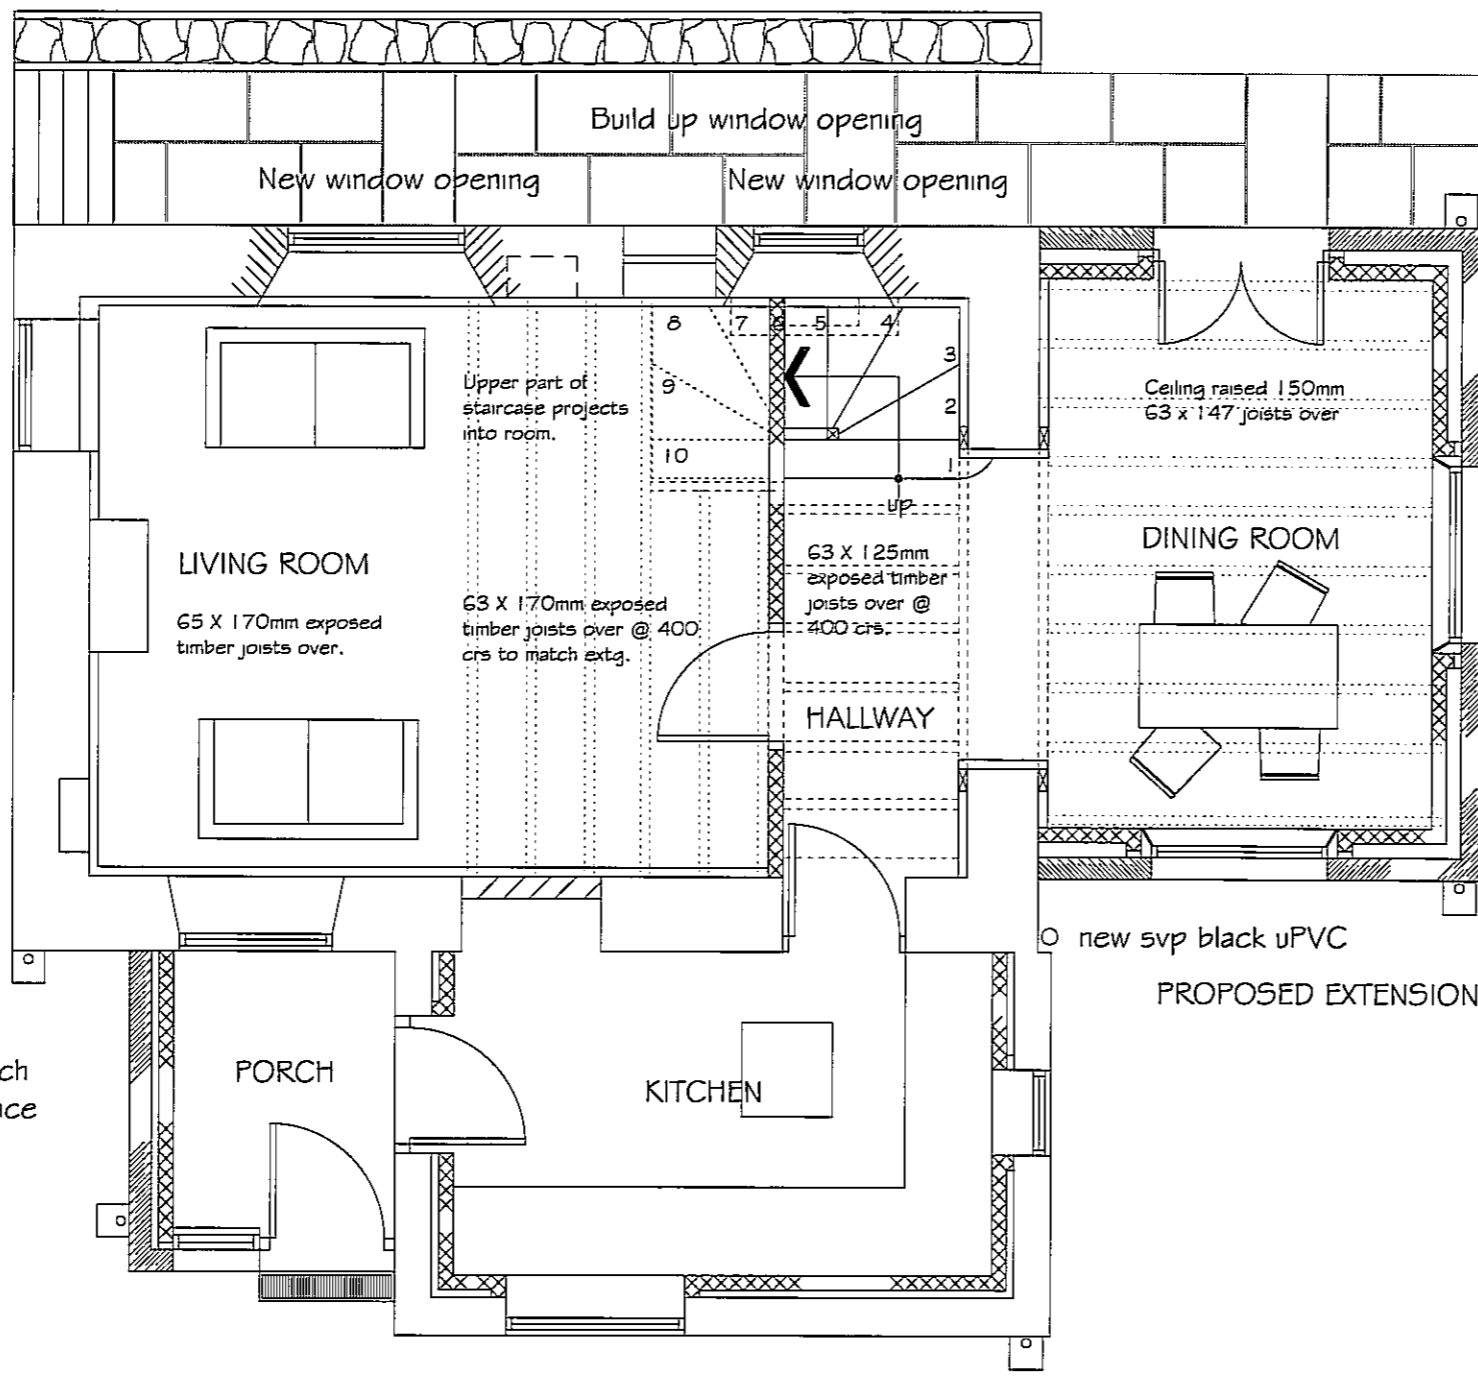 Build up window opening
New window opening
New window opening
8
7
6
5
4
3
9
2
10
1
up
Upper part of
staircase projects
into room.
Ceiling raised 150mm
63 x 147 joists over
LIVING ROOM
65 X 170mm exposed
timber joists over.
63 X 170mm exposed
timber joists over @ 400
crs to match extg.
63 X 125mm
exposed timber
joists over @
400 crs.
DINING ROOM
HALLWAY
new svp black uPVC
PROPOSED EXTENSION
PORCH
KITCHEN
ch
ce